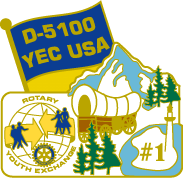 D-5100
YEC USA
ROTARY
YOUTH EXCHANGE
#1